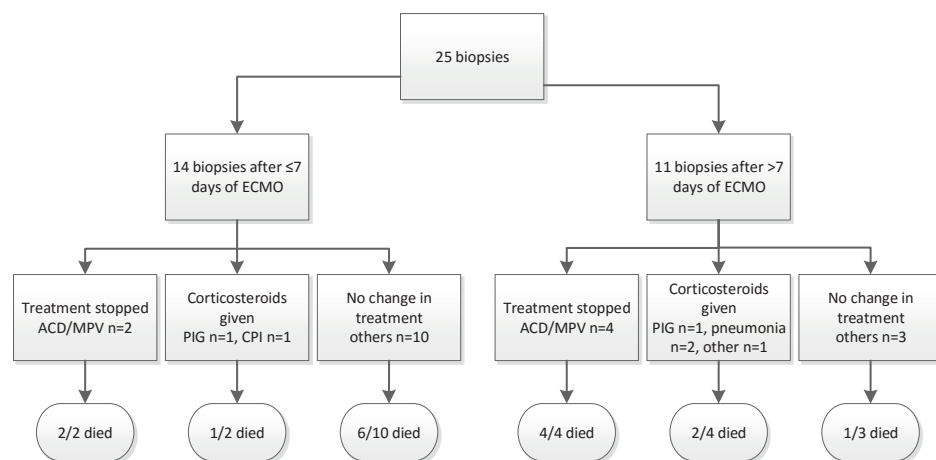 25 biopsies
14 biopsies after ≤7
days of ECMO
11 biopsies after >7
days of ECMO
Treatment stopped
ACD/MPV n=2
Corticosteroids
given
PIG n=1, CPI n=1
No change in
treatment
others n=10
Treatment stopped
ACD/MPV n=4
Corticosteroids
given
PIG n=1, pneumonia
n=2, other n=1
No change in
treatment
others n=3
2/2 died
1/2 died
6/10 died
4/4 died
2/4 died
1/3 died